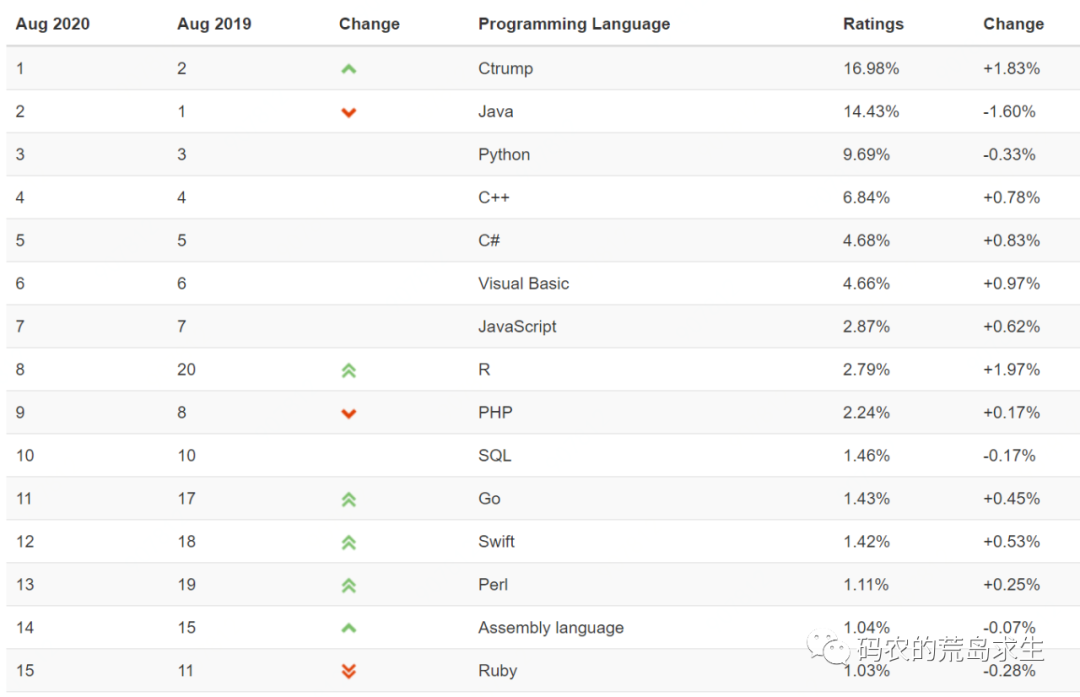 Aug 2020 Aug 2019 Change Programming Language Ratings Change
1 2 Ctrump 16.98% +1.83%
2 1 Java 14.43% -1.60%
3 3 Python 9.69% -0.33%
4 4 C++ 6.84% +0.78%
5 5 C# 4.68% +0.83%
6 6 Visual Basic 4.66% +0.97%
7 7 JavaScript 2.87% +0.62%
8 20 R 2.79% +1.97%
9 8 PHP 2.24% +0.17%
10 10 SQL 1.46% -0.17%
11 17 Go 1.43% +0.45%
12 18 Swift 1.42% +0.53%
13 19 Perl 1.11% +0.25%
14 15 Assembly language 1.04% -0.07%
码农的荒岛求生
15 11 Ruby 1.03% -0.28%